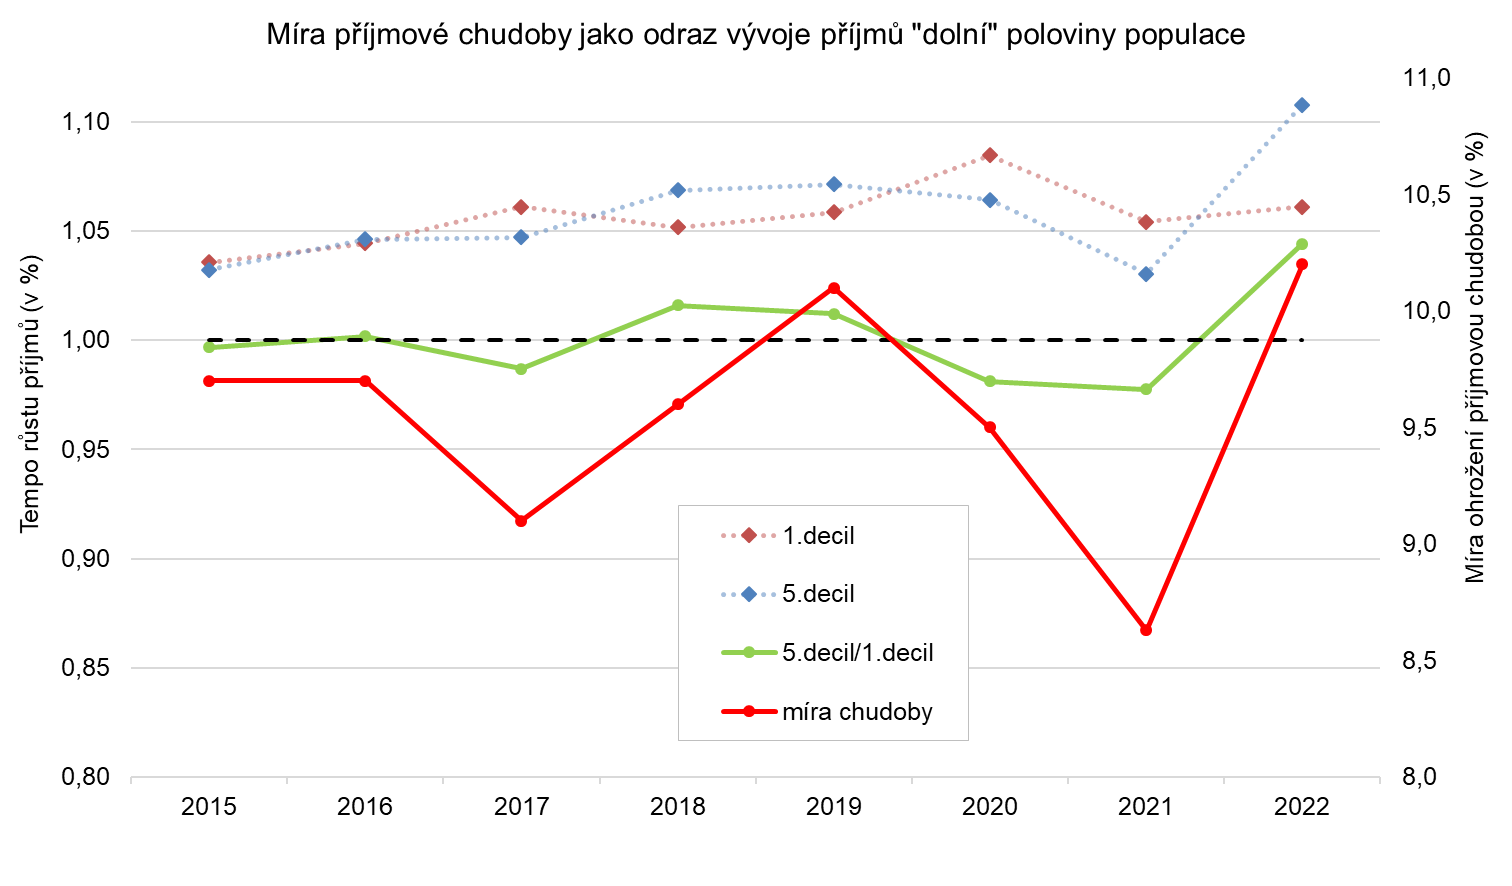 Míra příjmové chudoby jako odraz vývoje příjmů "dolní" poloviny populace
Tempo růstu příjmů (v %)
1,10
1,05
1,00
0,95
0,90
0,85
0,80
11,0
10,5
10,0
9,5
9,0
8,5
8,0
Míra ohrožení příjmovou chudobou (v %)
1.decil
5.decil
5.decil/1.decil
míra chudoby
2015 2016 2017 2018 2019 2020 2021 2022